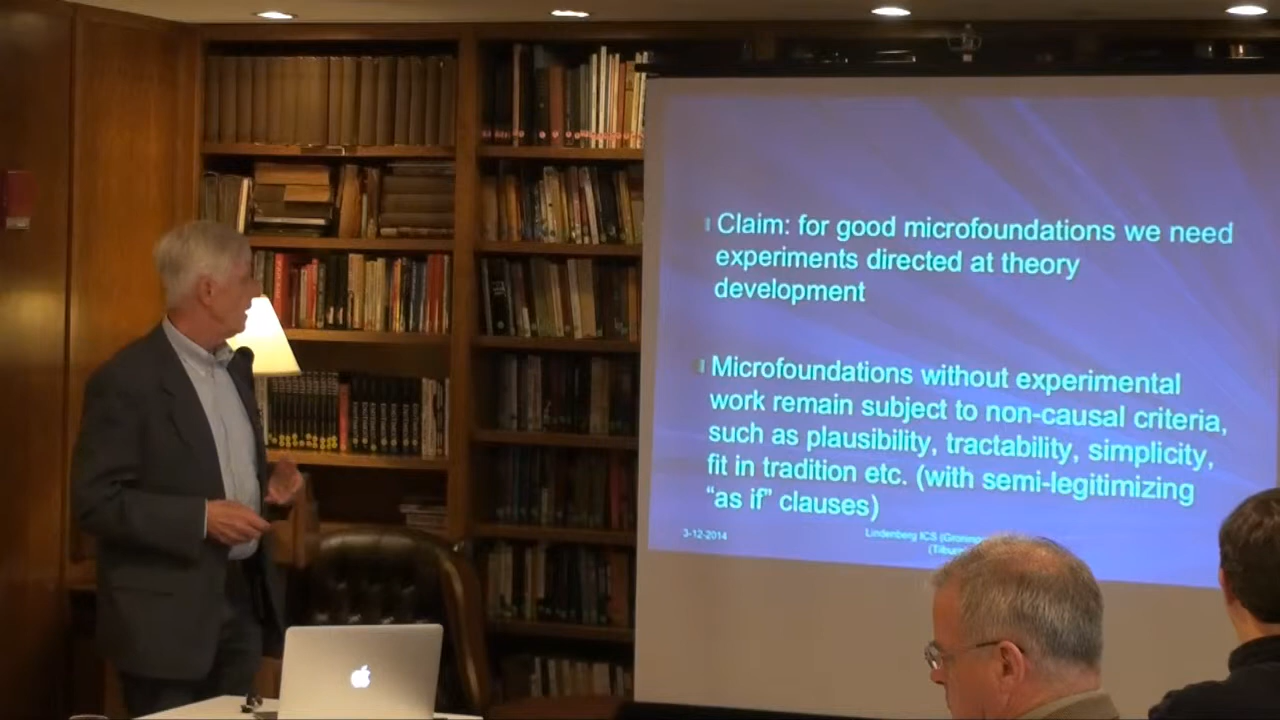 Claim: for good microfoundations we need
experiments directed at theory
development
Microfoundations without experimental
work remain subject to non-causal criteria,
such as plausibility, tractability, simplicity,
fit in tradition etc. (with semi-legitimizing
“as if” clauses)
3-12-2014
Lindenberg ICS